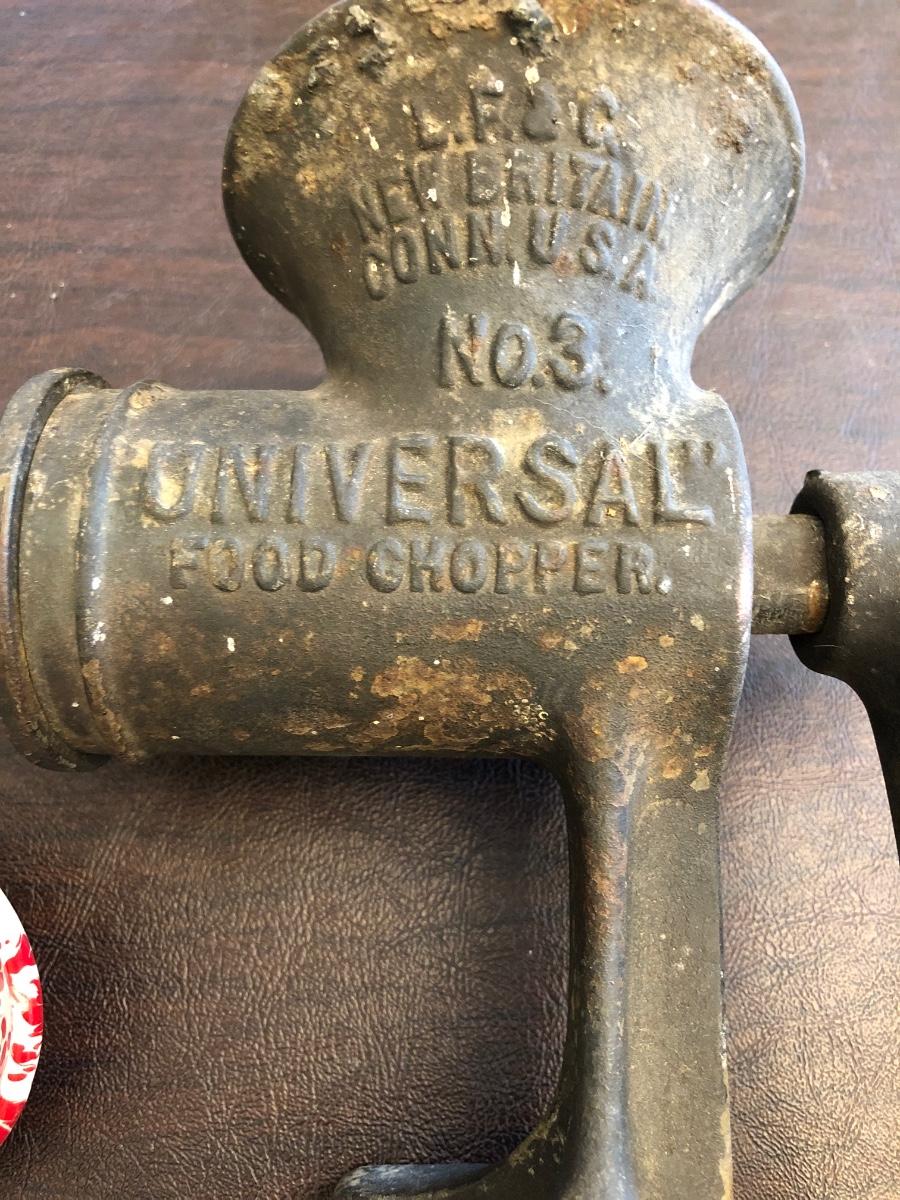 L.F.& C.
NEW BRITAIN,
CONN. U.S.A.
No.3.
"UNIVERSAL"
FOOD CHOPPER.